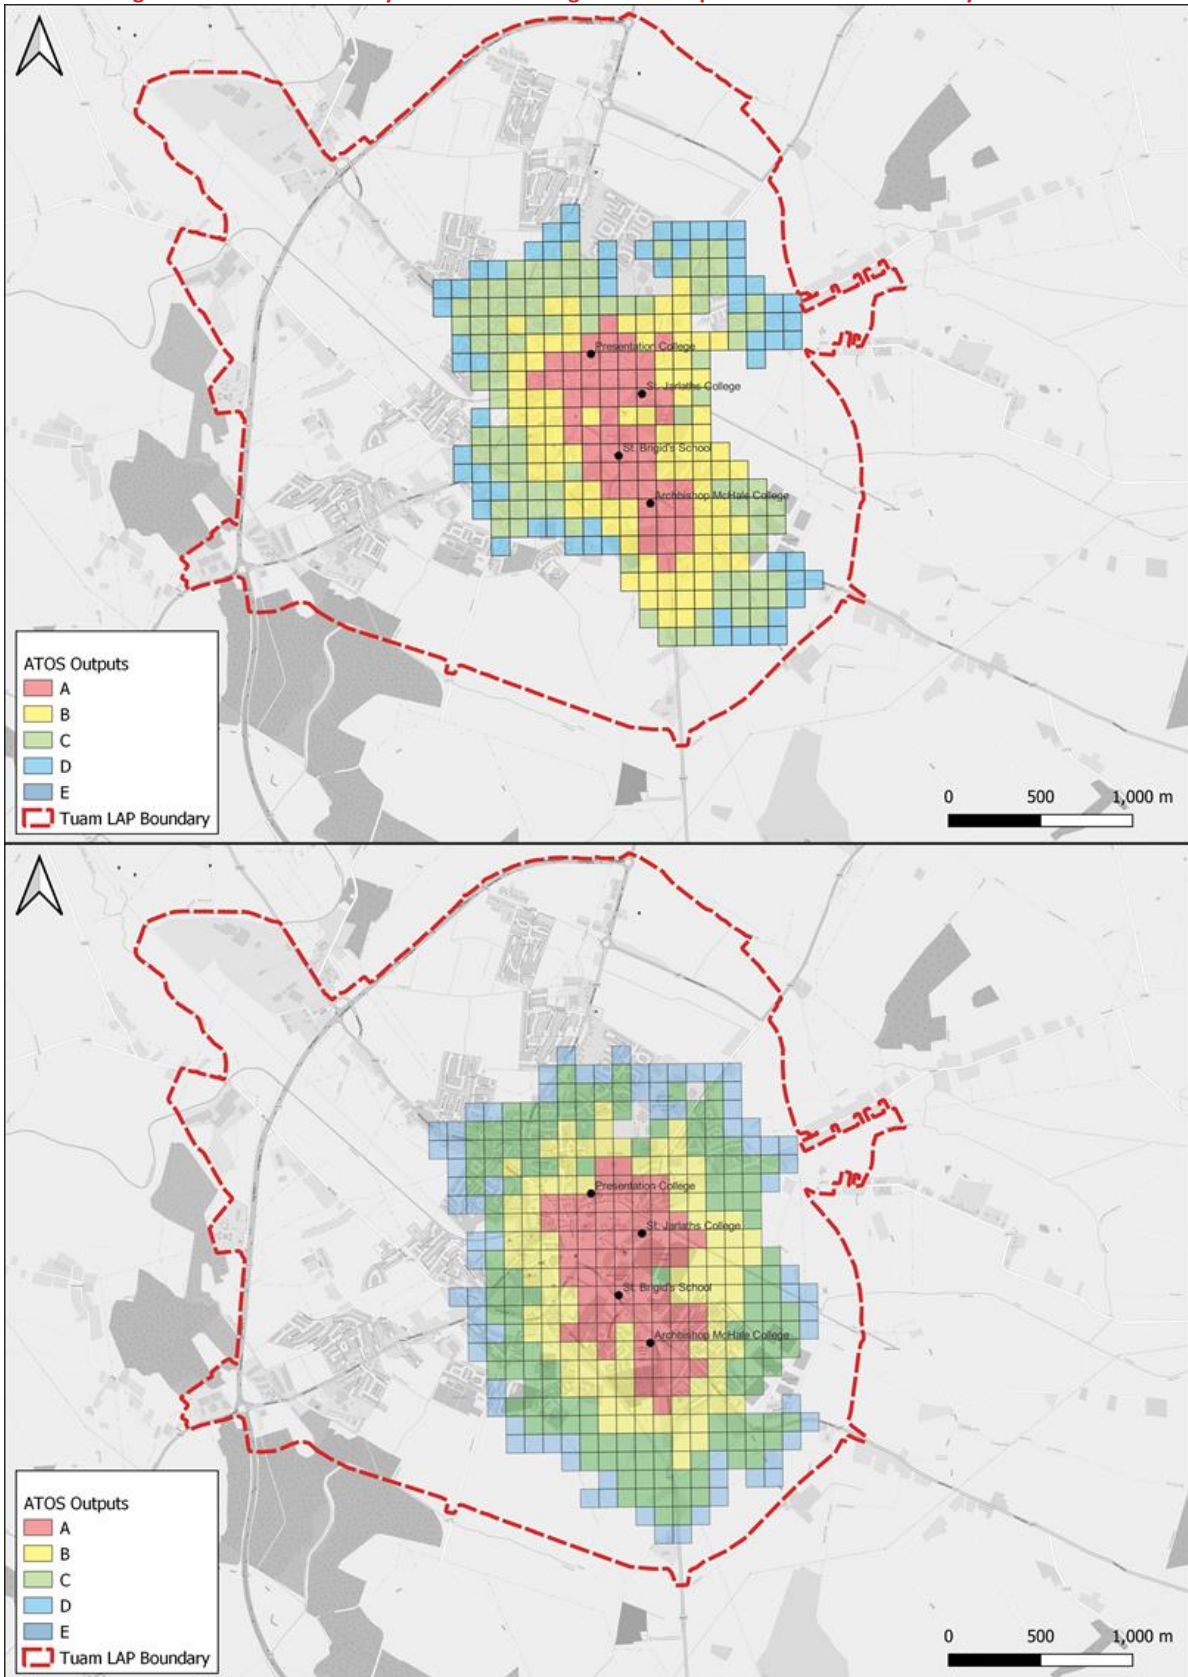 Presentation College
St. Jarlaths College
St. Brigid's School
Archbishop McHale College
ATOS Outputs
A
B
C
D
E
Tuam LAP Boundary
0 500 1,000 m
Presentation College
St. Jarlaths College
St. Brigid's School
Archbishop McHale College
ATOS Outputs
A
B
C
D
E
Tuam LAP Boundary
0 500 1,000 m